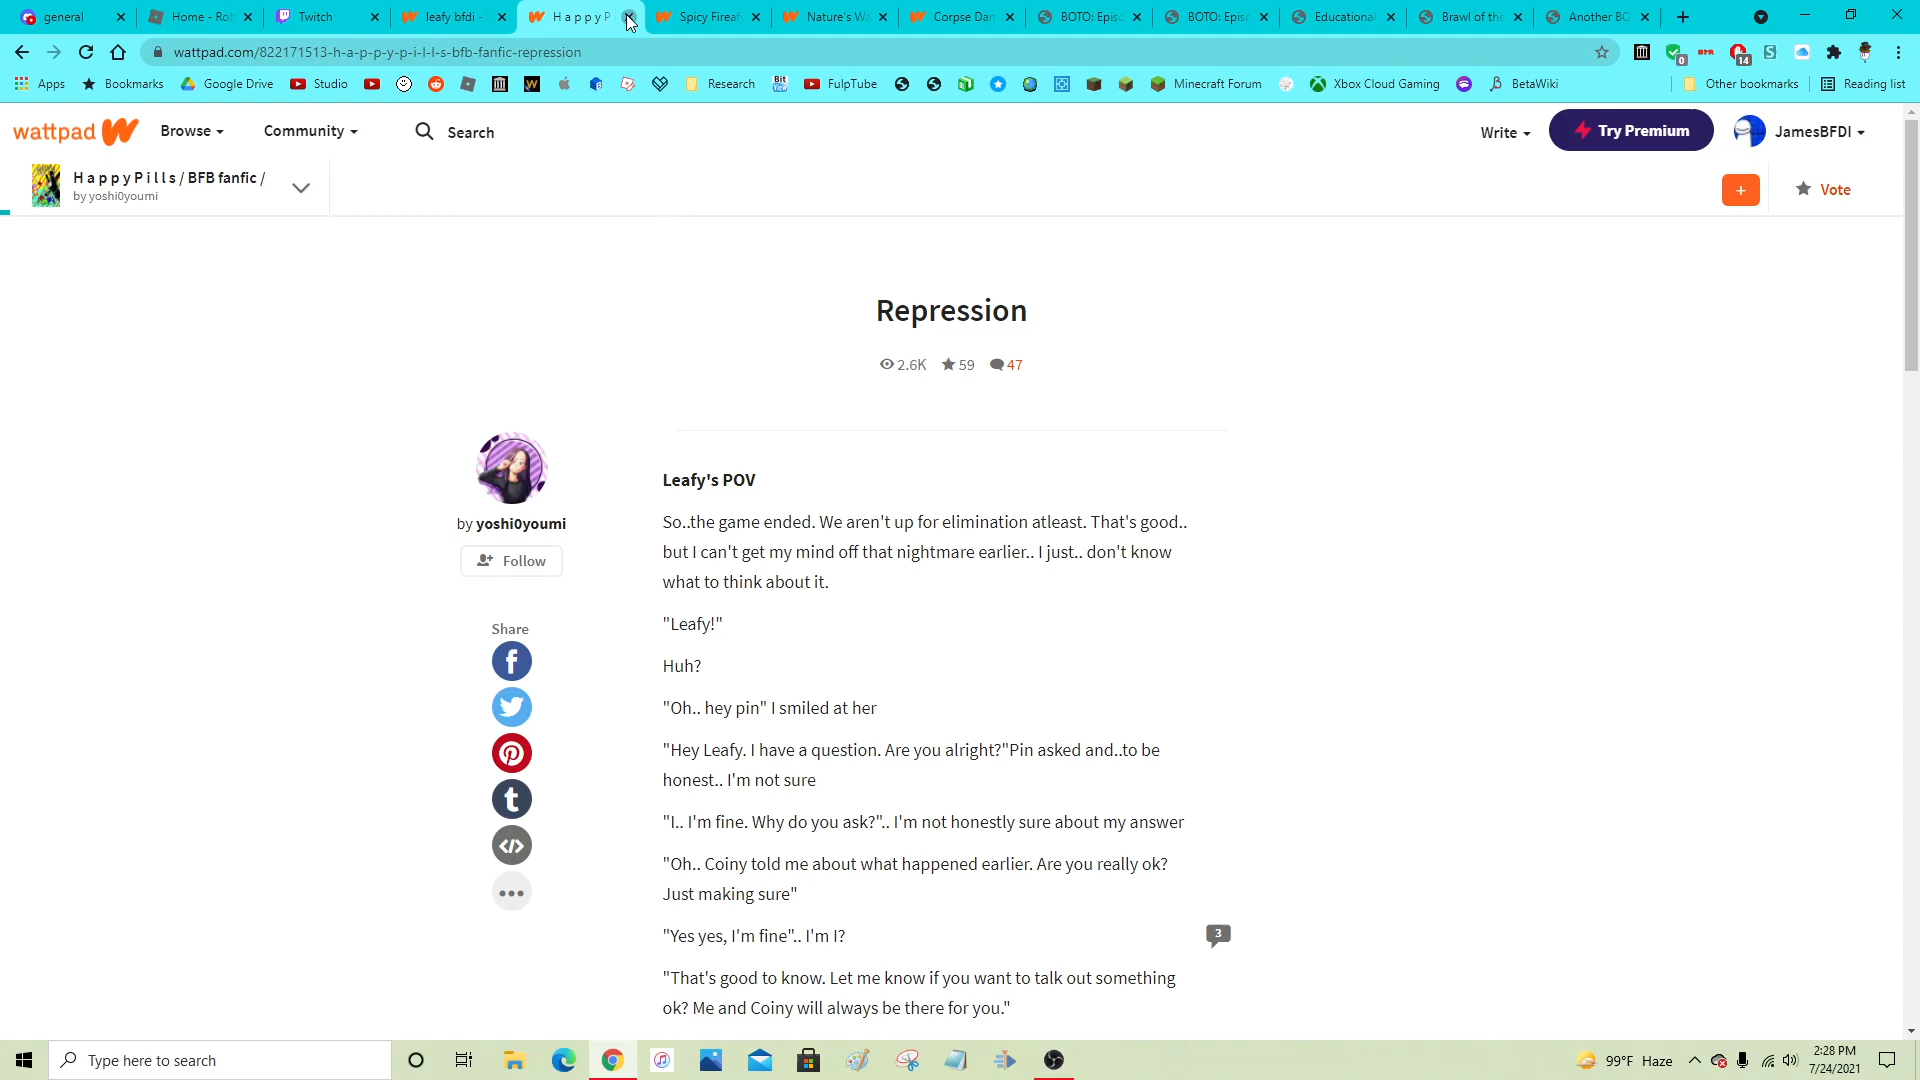 general
Home - Rob
Twitch
leafy bfdi -
H a p p y P
Spicy Fireaf
Nature's Wa
Corpse Dan
BOTO: Episo
BOTO: Episo
Educational
Brawl of the
Another BO
wattpad.com/822171513-h-a-p-p-y-p-i-l-l-s-bfb-fanfic-repression
0
BFR
14
S
Apps
Bookmarks
Google Drive
Studio
W
Research
Bit View
FulpTube
Minecraft Forum
Xbox Cloud Gaming
BetaWiki
Other bookmarks
Reading list
wattpad
Browse
Community
Search
Write
Try Premium
JamesBFDI
H a p p y P i l l s / BFB fanfic /
by yoshi0youmi
+
Vote
Repression
2.6K
59
47
Leafy's POV
by yoshi0youmi
Follow
So..the game ended. We aren't up for elimination atleast. That's good..
but I can't get my mind off that nightmare earlier.. I just.. don't know
what to think about it.
"Leafy!"
Share
Huh?
"Oh.. hey pin" I smiled at her
"Hey Leafy. I have a question. Are you alright?"Pin asked and..to be
honest.. I'm not sure
"I.. I'm fine. Why do you ask?".. I'm not honestly sure about my answer
"Oh.. Coiny told me about what happened earlier. Are you really ok?
Just making sure"
"Yes yes, I'm fine".. I'm I?
3
"That's good to know. Let me know if you want to talk out something
ok? Me and Coiny will always be there for you."
Type here to search
99°F Haze
2:28 PM
7/24/2021